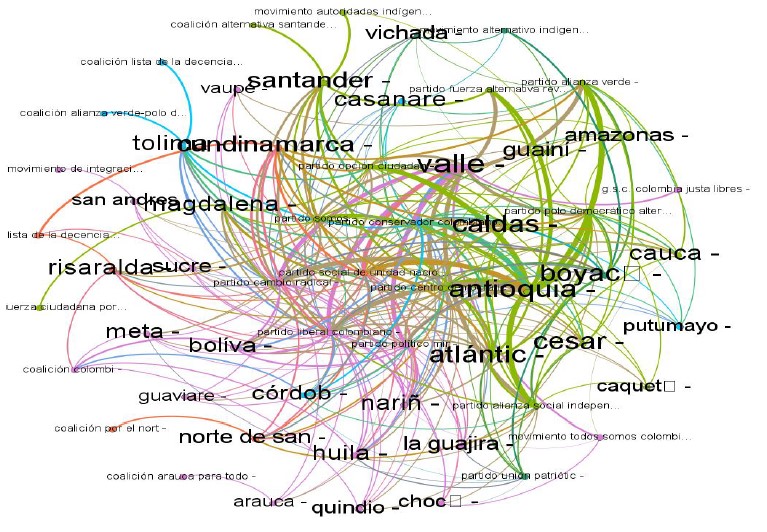 movimiento autoridades indígen...
coalición alternativa santande...
vichada -
movimiento alternativo indígen...
coalición lista de la decencia...
santander -
vaupé -
casanare -
partido fuerza alternativa rev...
partido alianza verde -
coalición alianza verde-polo d...
tolima
cundinamarca -
amazonas -
guainí -
partido opción ciudadan
valle -
movimiento de integraci...
g.s.c. colombia justa libres -
san andres
magdalena -
partido somos
partido conservador colombiano
partido polo democrático alter...
caldas -
lista de la decencia...
cauca -
risaralda -
sucre -
partido social de unidad nacio
partido cambio radical -
partido centro
boyac□ -
antioquia -
uerza ciudadana por...
putumayo -
meta -
partido liberal colombiano -
bolíva -
partido político mir
cesar -
atlántic -
coalición colombi -
caquet□ -
guaviare -
córdob -
nariñ -
partido alianza social indepen...
coalición por el nort -
norte de san -
la guajira -
movimiento todos somos colombi...
huila -
coalición arauca para todo -
partido unión patriótic -
arauca -
quindio -
choc□ -